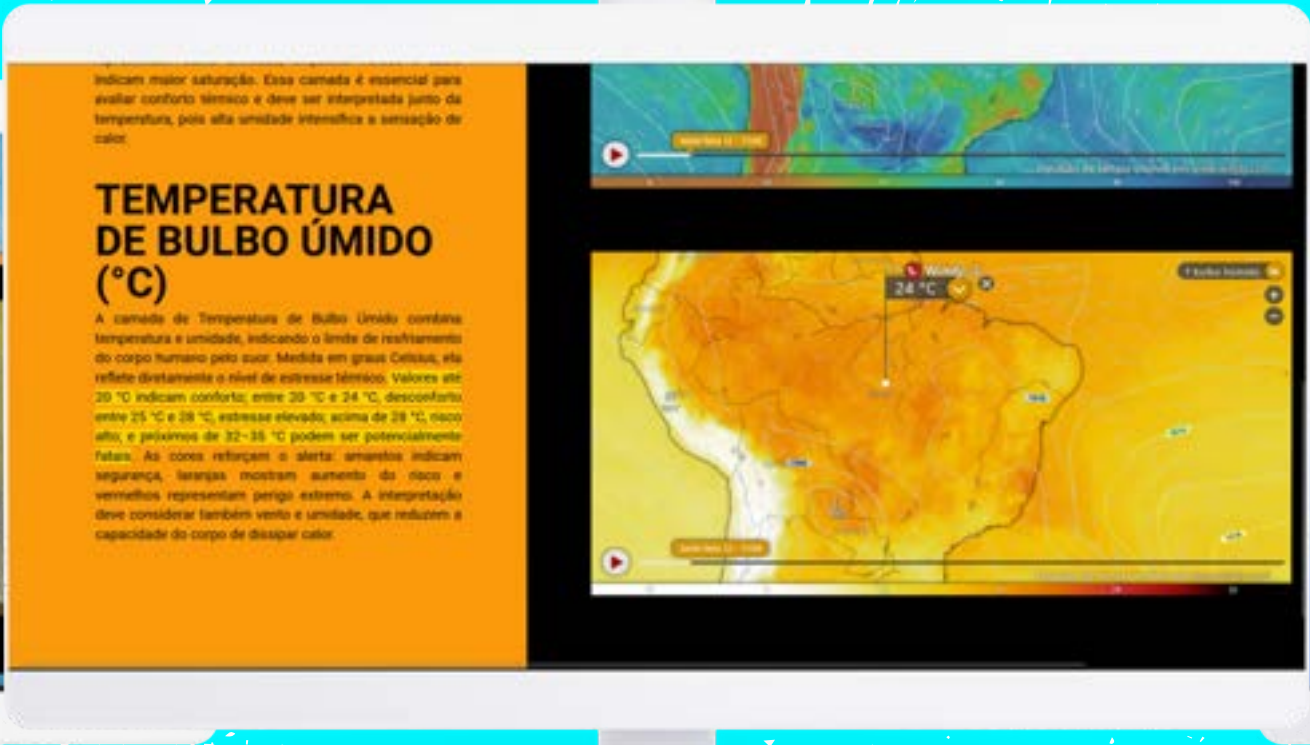 indicam maior saturação. Essa camada é essencial para
avaliar conforto térmico e deve ser interpretada junto da
temperatura, pois alta umidade intensifica a sensação de
calor.
TEMPERATURA
DE BULBO ÚMIDO
(°C)
A camada de Temperatura de Bulbo Úmido combina
temperatura e umidade, indicando o limite de resfriamento
do corpo humano pelo suor. Medida em graus Celsius, ela
reflete diretamente o nível de estresse térmico. Valores até
20 °C indicam conforto; entre 20 °C e 24 °C, desconforto
entre 25 °C e 28 °C, estresse elevado; acima de 28 °C, risco
alto; e próximos de 32–35 °C podem ser potencialmente
fatais. As cores reforçam o alerta: amarelos indicam
segurança, laranjas mostram aumento do risco e
vermelhos representam perigo extremo. A interpretação
deve considerar também vento e umidade, que reduzem a
capacidade do corpo de dissipar calor.
Windy
24 °C